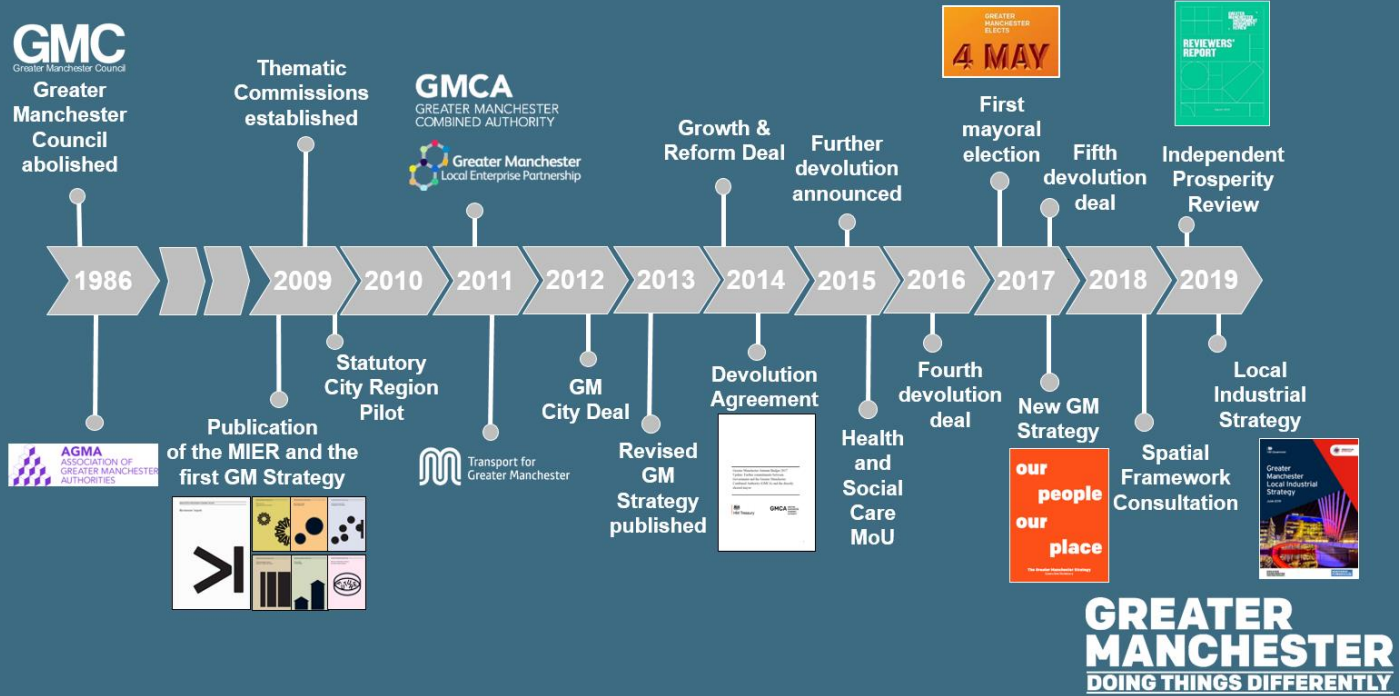 GMC
Greater Manchester Council
Greater
Manchester
Council
abolished
Thematic
Commissions
established
GMCA
GREATER MANCHESTER
COMBINED AUTHORITY
Greater Manchester
Local Enterprise Partnership
Growth &
Reform Deal
Further
devolution
announced
GREATER
MANCHESTER
ELECTS
4 MAY
First
mayoral
election
Fifth
devolution
deal
REVIEWERS'
REPORT
Independent
Prosperity
Review
1986
2009
2010
2011
2012
2013
2014
2015
2016
2017
2018
2019
AGMA
ASSOCIATION OF
GREATER MANCHESTER
AUTHORITIES
Publication
of the MIER and the
first GM Strategy
Statutory
City Region
Pilot
Transport for
Greater Manchester
GM
City Deal
Revised
GM
Strategy
published
Devolution
Agreement
HM Treasury
GMCA
Health
and
Social
Care
MoU
Fourth
devolution
deal
New GM
Strategy
our
people
our
place
The Greater Manchester Strategy
Spatial
Framework
Consultation
Local
Industrial
Strategy
Greater
Manchester
Local Industrial
Strategy
June 2019
GREATER
MANCHESTER
DOING THINGS DIFFERENTLY